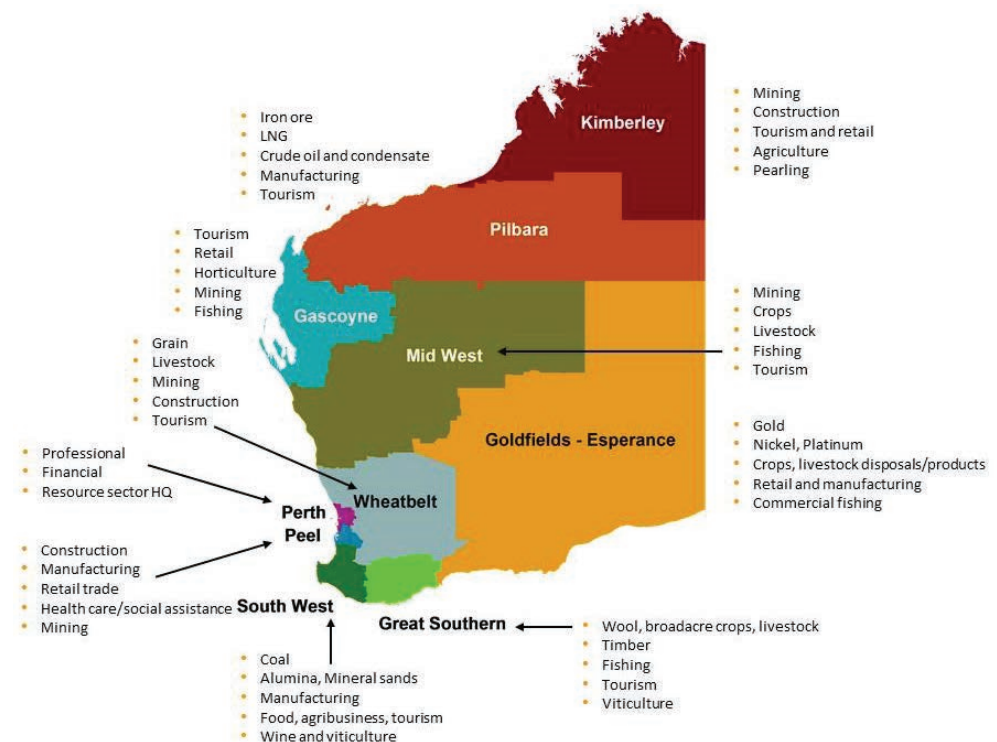 Kimberley
• Mining
• Construction
• Tourism and retail
• Agriculture
• Pearling
• Iron ore
• LNG
• Crude oil and condensate
• Manufacturing
• Tourism
Pilbara
• Tourism
• Retail
• Horticulture
• Mining
• Fishing
Gascoyne
• Mining
• Crops
• Livestock
• Fishing
• Tourism
Mid West
• Grain
• Livestock
• Mining
• Construction
• Tourism
Wheatbelt
Goldfields - Esperance
• Gold
• Nickel, Platinum
• Crops, livestock disposals/products
• Retail and manufacturing
• Commercial fishing
• Professional
• Financial
• Resource sector HQ
Perth
Peel
• Construction
• Manufacturing
• Retail trade
• Health care/social assistance
• Mining
South West
• Coal
• Alumina, Mineral sands
• Manufacturing
• Food, agribusiness, tourism
• Wine and viticulture
Great Southern
• Wool, broadacre crops, livestock
• Timber
• Fishing
• Tourism
• Viticulture